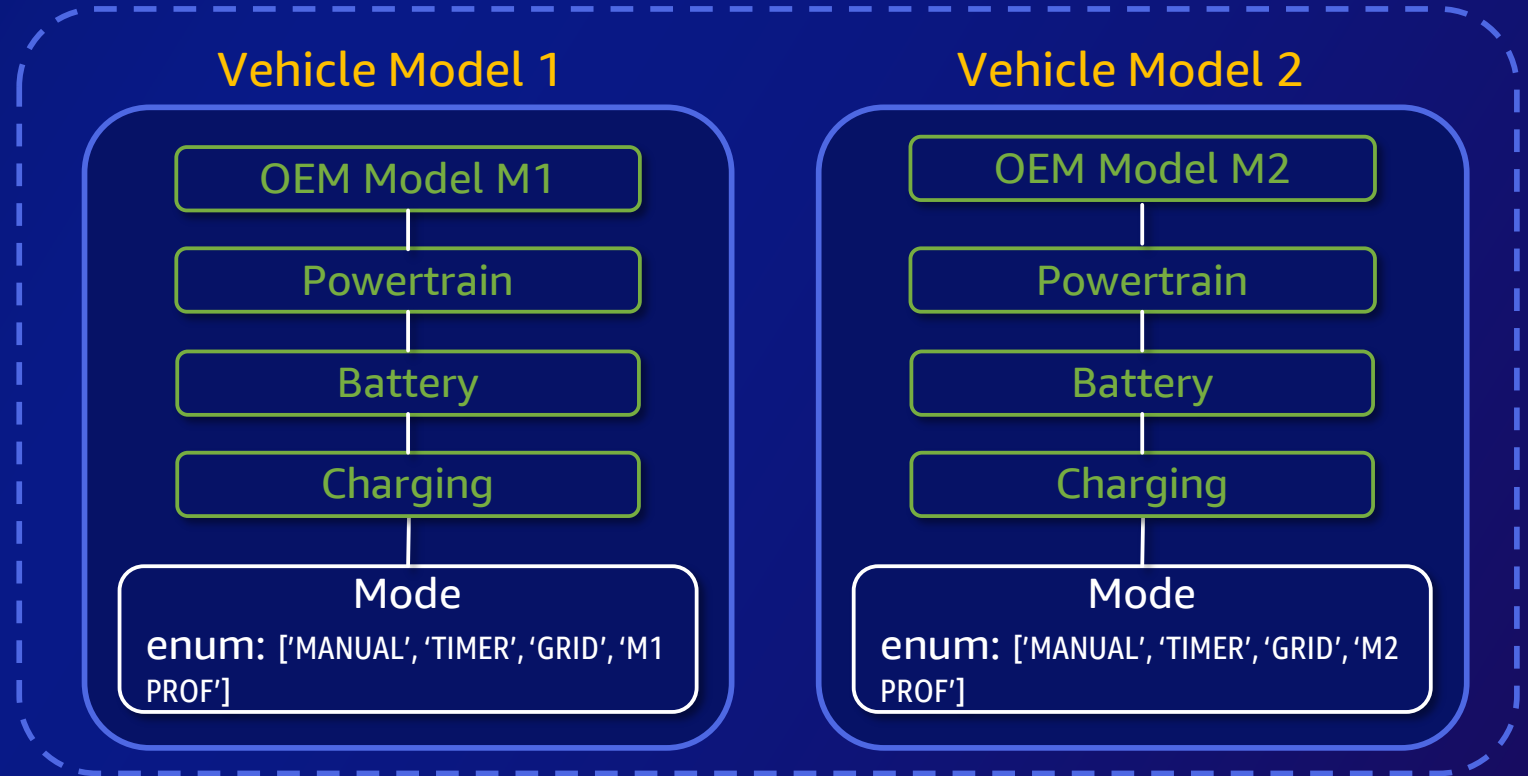 Vehicle Model 1
OEM Model M1
Powertrain
Battery
Charging
Mode
enum: [’MANUAL’, ‘TIMER’, ‘GRID’, ‘M1
PROF’]
Vehicle Model 2
OEM Model M2
Powertrain
Battery
Charging
Mode
enum: [’MANUAL’, ‘TIMER’, ‘GRID’, ‘M2
PROF’]